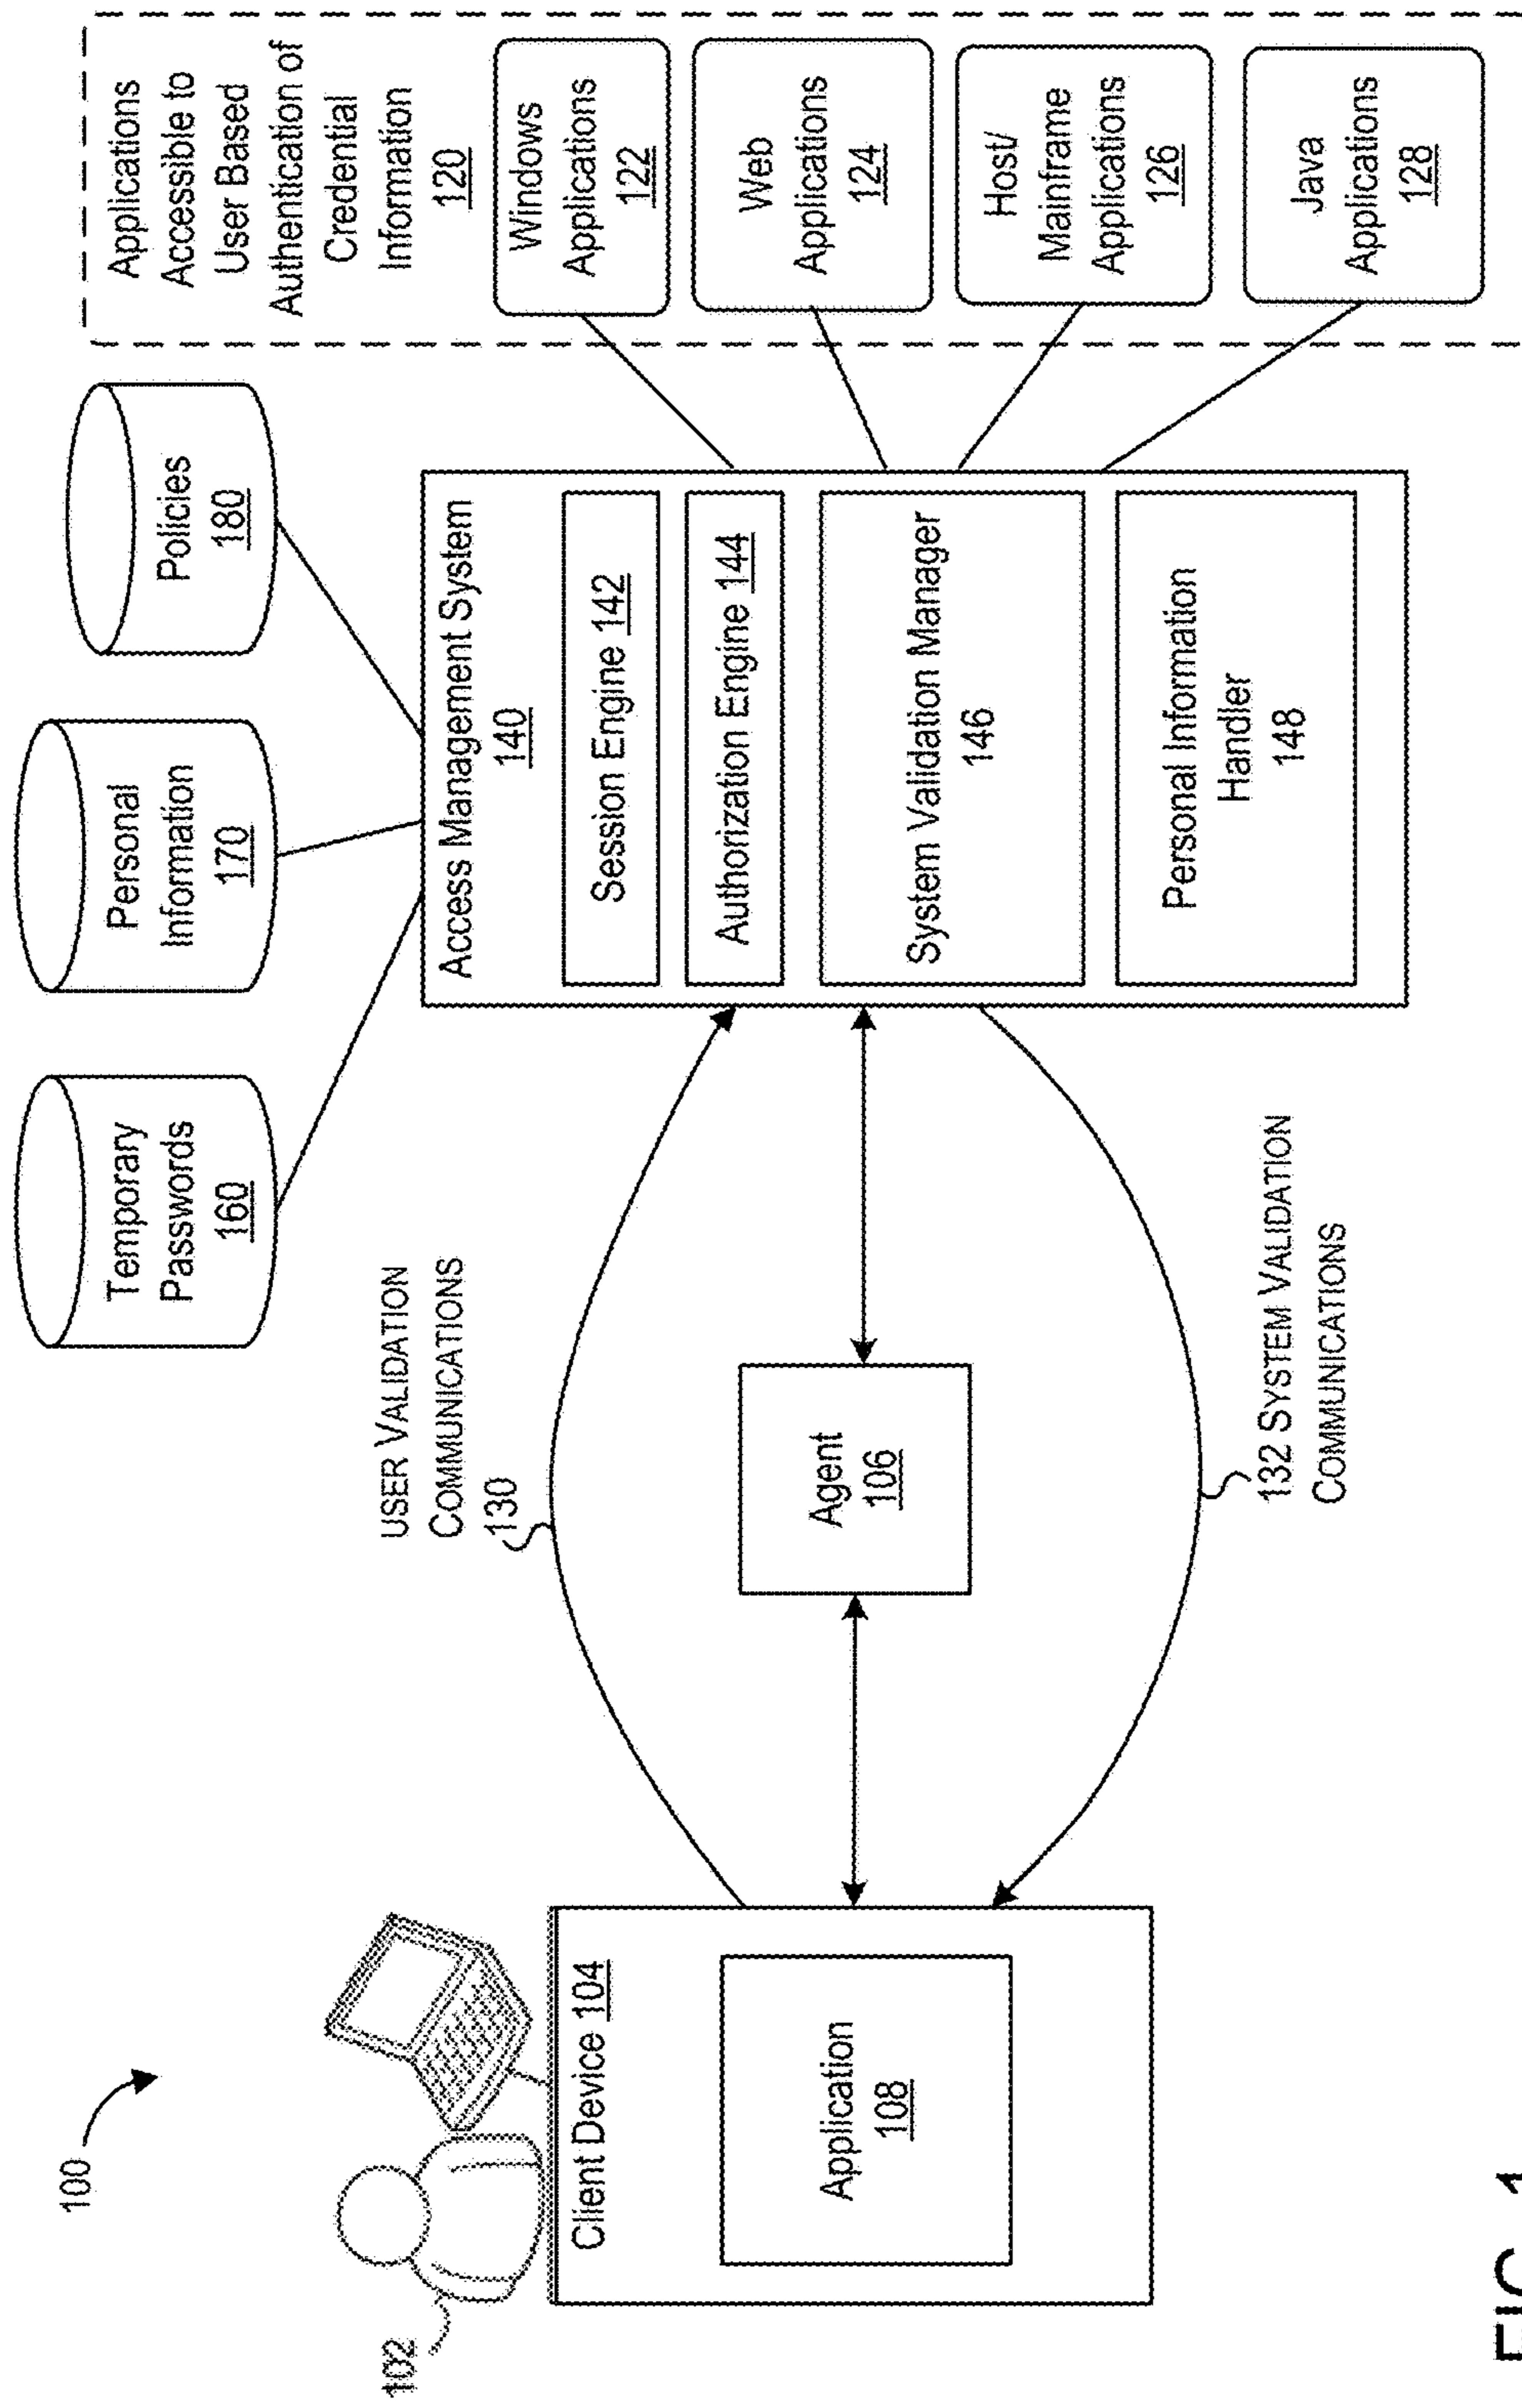 100
102
Client Device 104
Application
108
USER VALIDATION
COMMUNICATIONS
130
Agent
106
132 SYSTEM VALIDATION
COMMUNICATIONS
Temporary
Passwords
160
Personal
Information
170
Policies
180
Access Management System
140
Session Engine 142
Authorization Engine 144
System Validation Manager
146
Personal Information
Handler
148
Applications
Accessible to
User Based
Authentication of
Credential
Information
120
Windows
Applications
122
Web
Applications
124
Host/
Mainframe
Applications
126
Java
Applications
128
FIG. 1